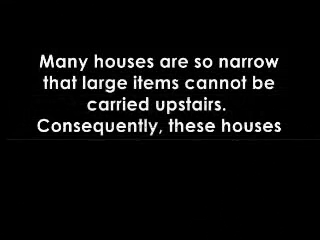 Many houses are so narrow
that large items cannot be
carried upstairs.
Consequently, these houses